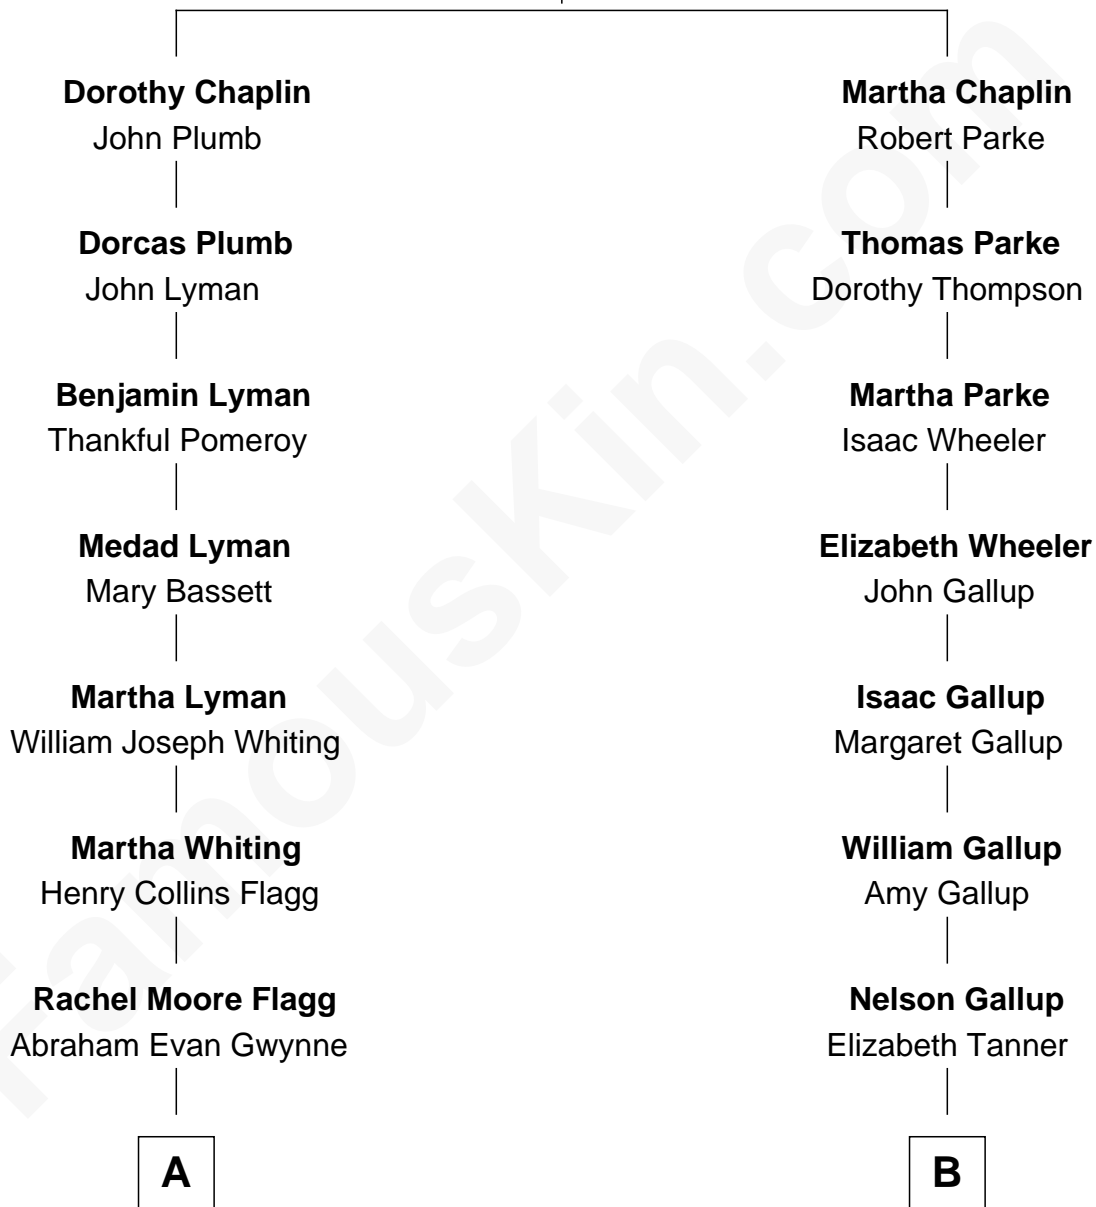 Dorothy Chaplin
John Plumb
Dorcas Plumb
John Lyman
Benjamin Lyman
Thankful Pomeroy
Medad Lyman
Mary Bassett
Martha Lyman
William Joseph Whiting
Martha Whiting
Henry Collins Flagg
Rachel Moore Flagg
Abraham Evan Gwynne
A
Martha Chaplin
Robert Parke
Thomas Parke
Dorothy Thompson
Martha Parke
Isaac Wheeler
Elizabeth Wheeler
John Gallup
Isaac Gallup
Margaret Gallup
William Gallup
Amy Gallup
Nelson Gallup
Elizabeth Tanner
B
FamousKin.com